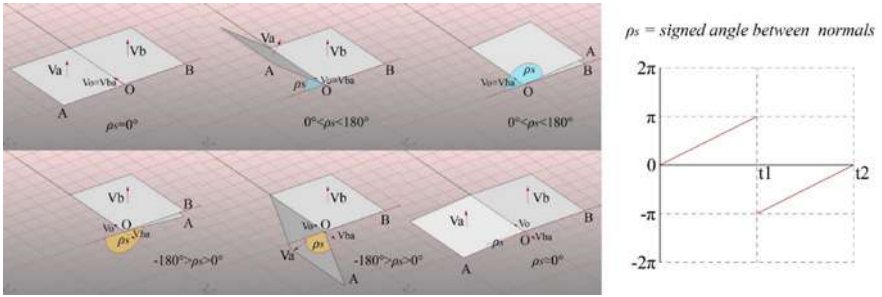 Va
Vb
Vo=Vba
O
B
A
ρs=0°
Va
Vb
A
ρs
Vo=Vba
O
B
0°<ρs<180°
A
B
ρs
Vo=Vba
O
0°<ρs<180°
Vb
B
A
Vo
O
Vba
ρs
-180°>ρs>0°
Vb
B
Vo
O
Vba
Va
ρs
A
-180°>ρs>0°
Va
Vb
B
Vo
O
Vba
ρs
A
ρs≈0°
ρs = signed angle between normals
2π
π
0
t1
t2
-π
-2π